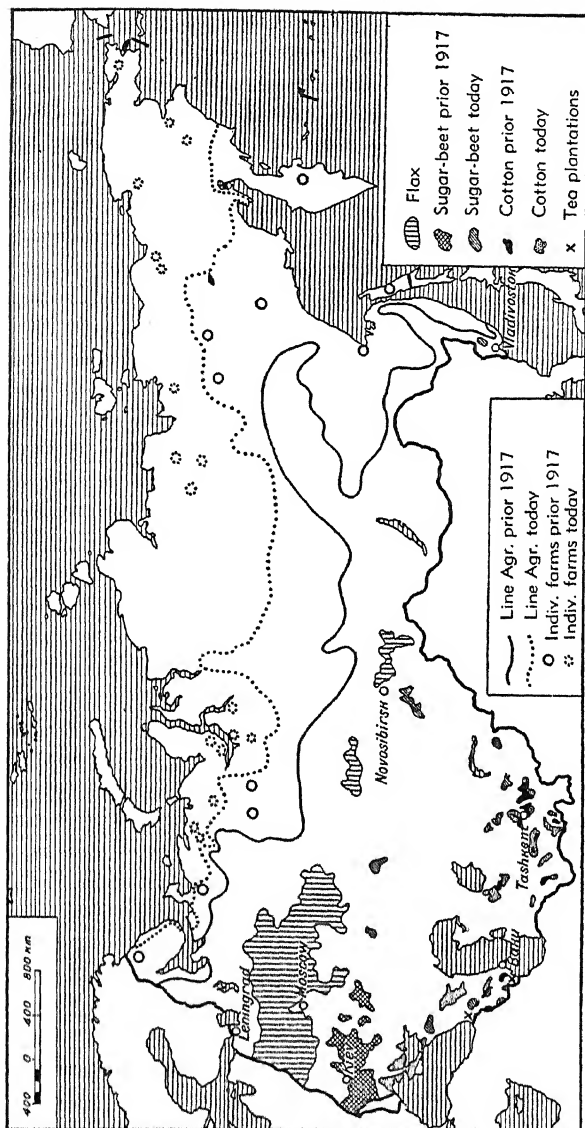 400 0 400 800 km
Leningrad
Moscow
Kiev
Novosibirsk
Tashkent
Baku
Vladivostok
Line Agr. prior 1917
Line Agr. today
Indiv. farms prior 1917
Indiv. farms today
Flax
Sugar-beet prior 1917
Sugar-beet today
Cotton prior 1917
Cotton today
x Tea plantations